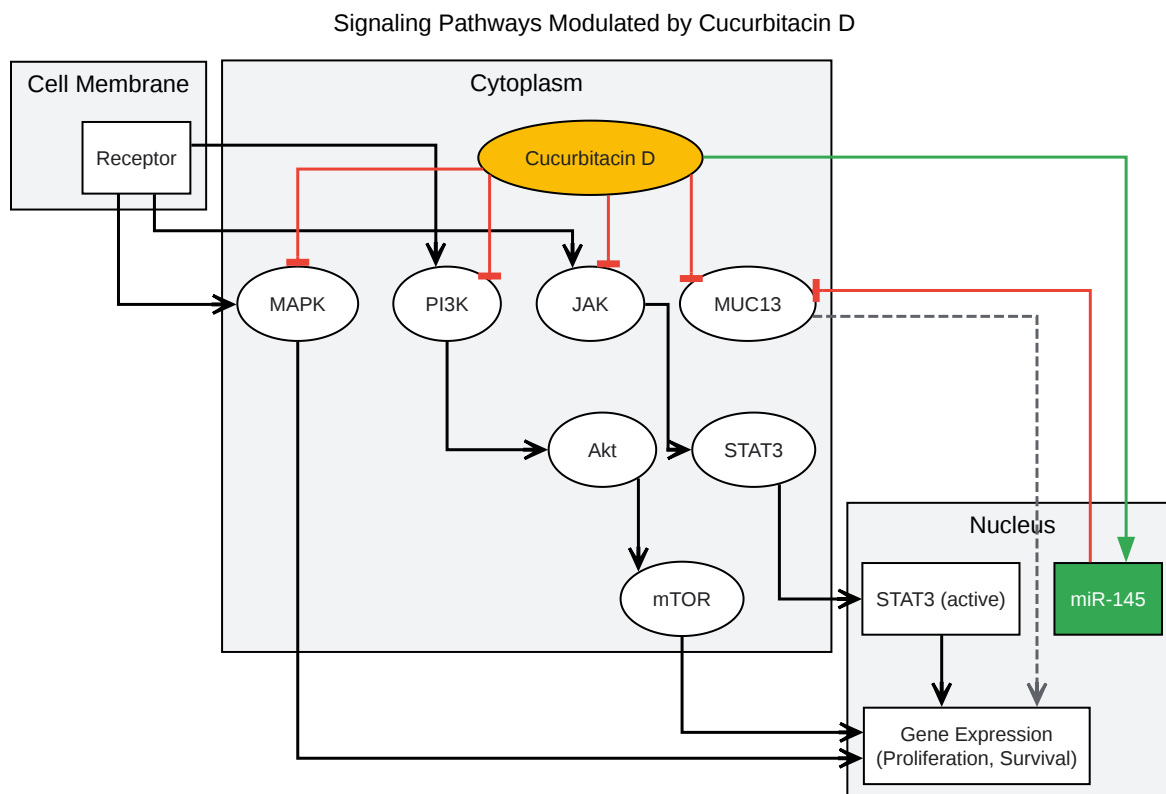 Signaling Pathways Modulated by Cucurbitacin D
Cell Membrane
Cytoplasm
Receptor
Cucurbitacin D
MAPK
PI3K
JAK
MUC13
Akt
STAT3
Nucleus
mTOR
STAT3 (active)
miR-145
Gene Expression
(Proliferation, Survival)